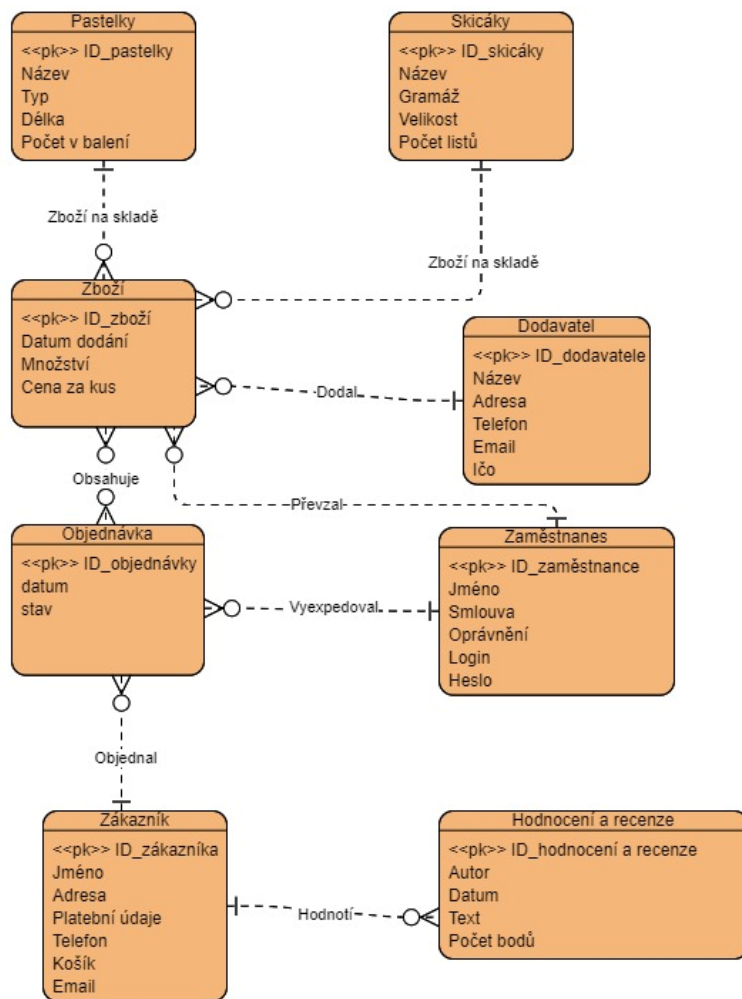 Pastelky
<<pk>> ID_pastelky
Název
Typ
Délka
Počet v balení
Skicáky
<<pk>> ID_skicáky
Název
Gramáž
Velikost
Počet listů
Zboží na skladě
Zboží na skladě
Zboží
<<pk>> ID_zboží
Datum dodání
Množství
Cena za kus
Dodal
Dodavatel
<<pk>> ID_dodavatele
Název
Adresa
Telefon
Email
Ičo
Obsahuje
Převzal
Objednávka
<<pk>> ID_objednávky
datum
stav
Vyexpedoval
Zaměstnanes
<<pk>> ID_zaměstnance
Jméno
Smlouva
Oprávnění
Login
Heslo
Objednal
Zákazník
<<pk>> ID_zákazníka
Jméno
Adresa
Platební údaje
Telefon
Košík
Email
Hodnotí
Hodnocení a recenze
<<pk>> ID_hodnocení a recenze
Autor
Datum
Text
Počet bodů